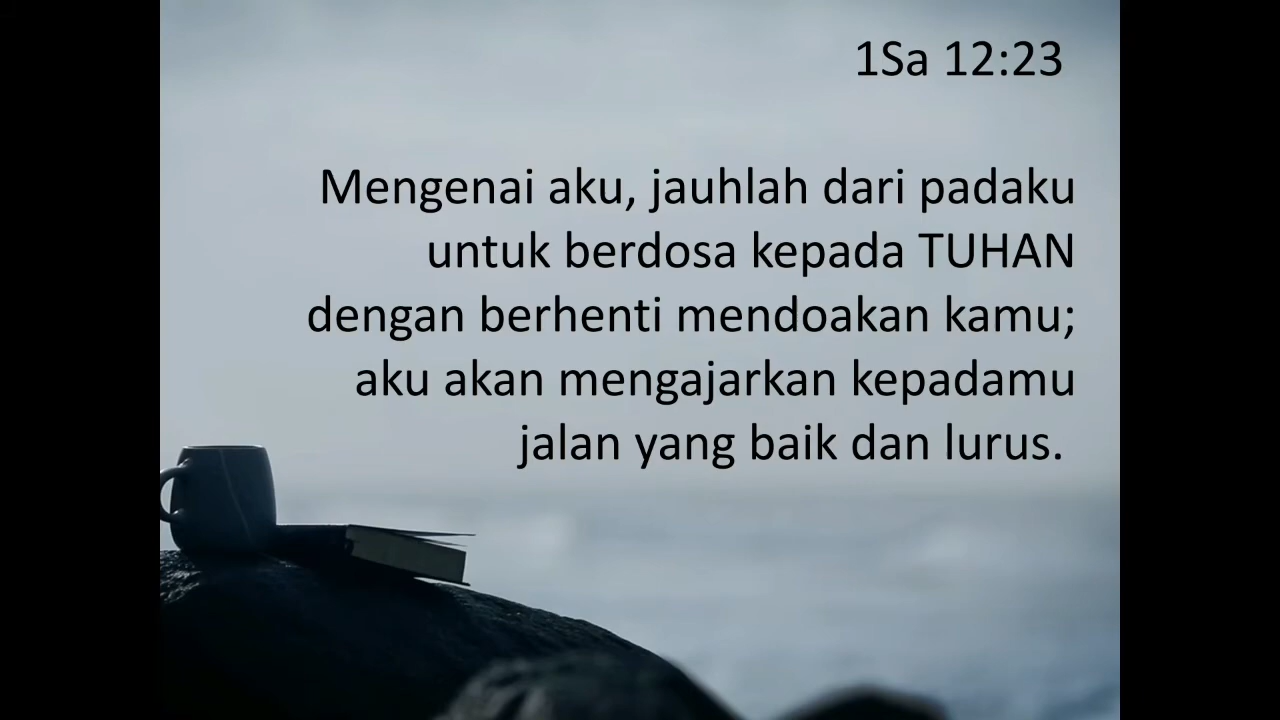 1Sa 12:23
Mengenai aku, jauhlah dari padaku
untuk berdosa kepada TUHAN
dengan berhenti mendoakan kamu;
aku akan mengajarkan kepadamu
jalan yang baik dan lurus.